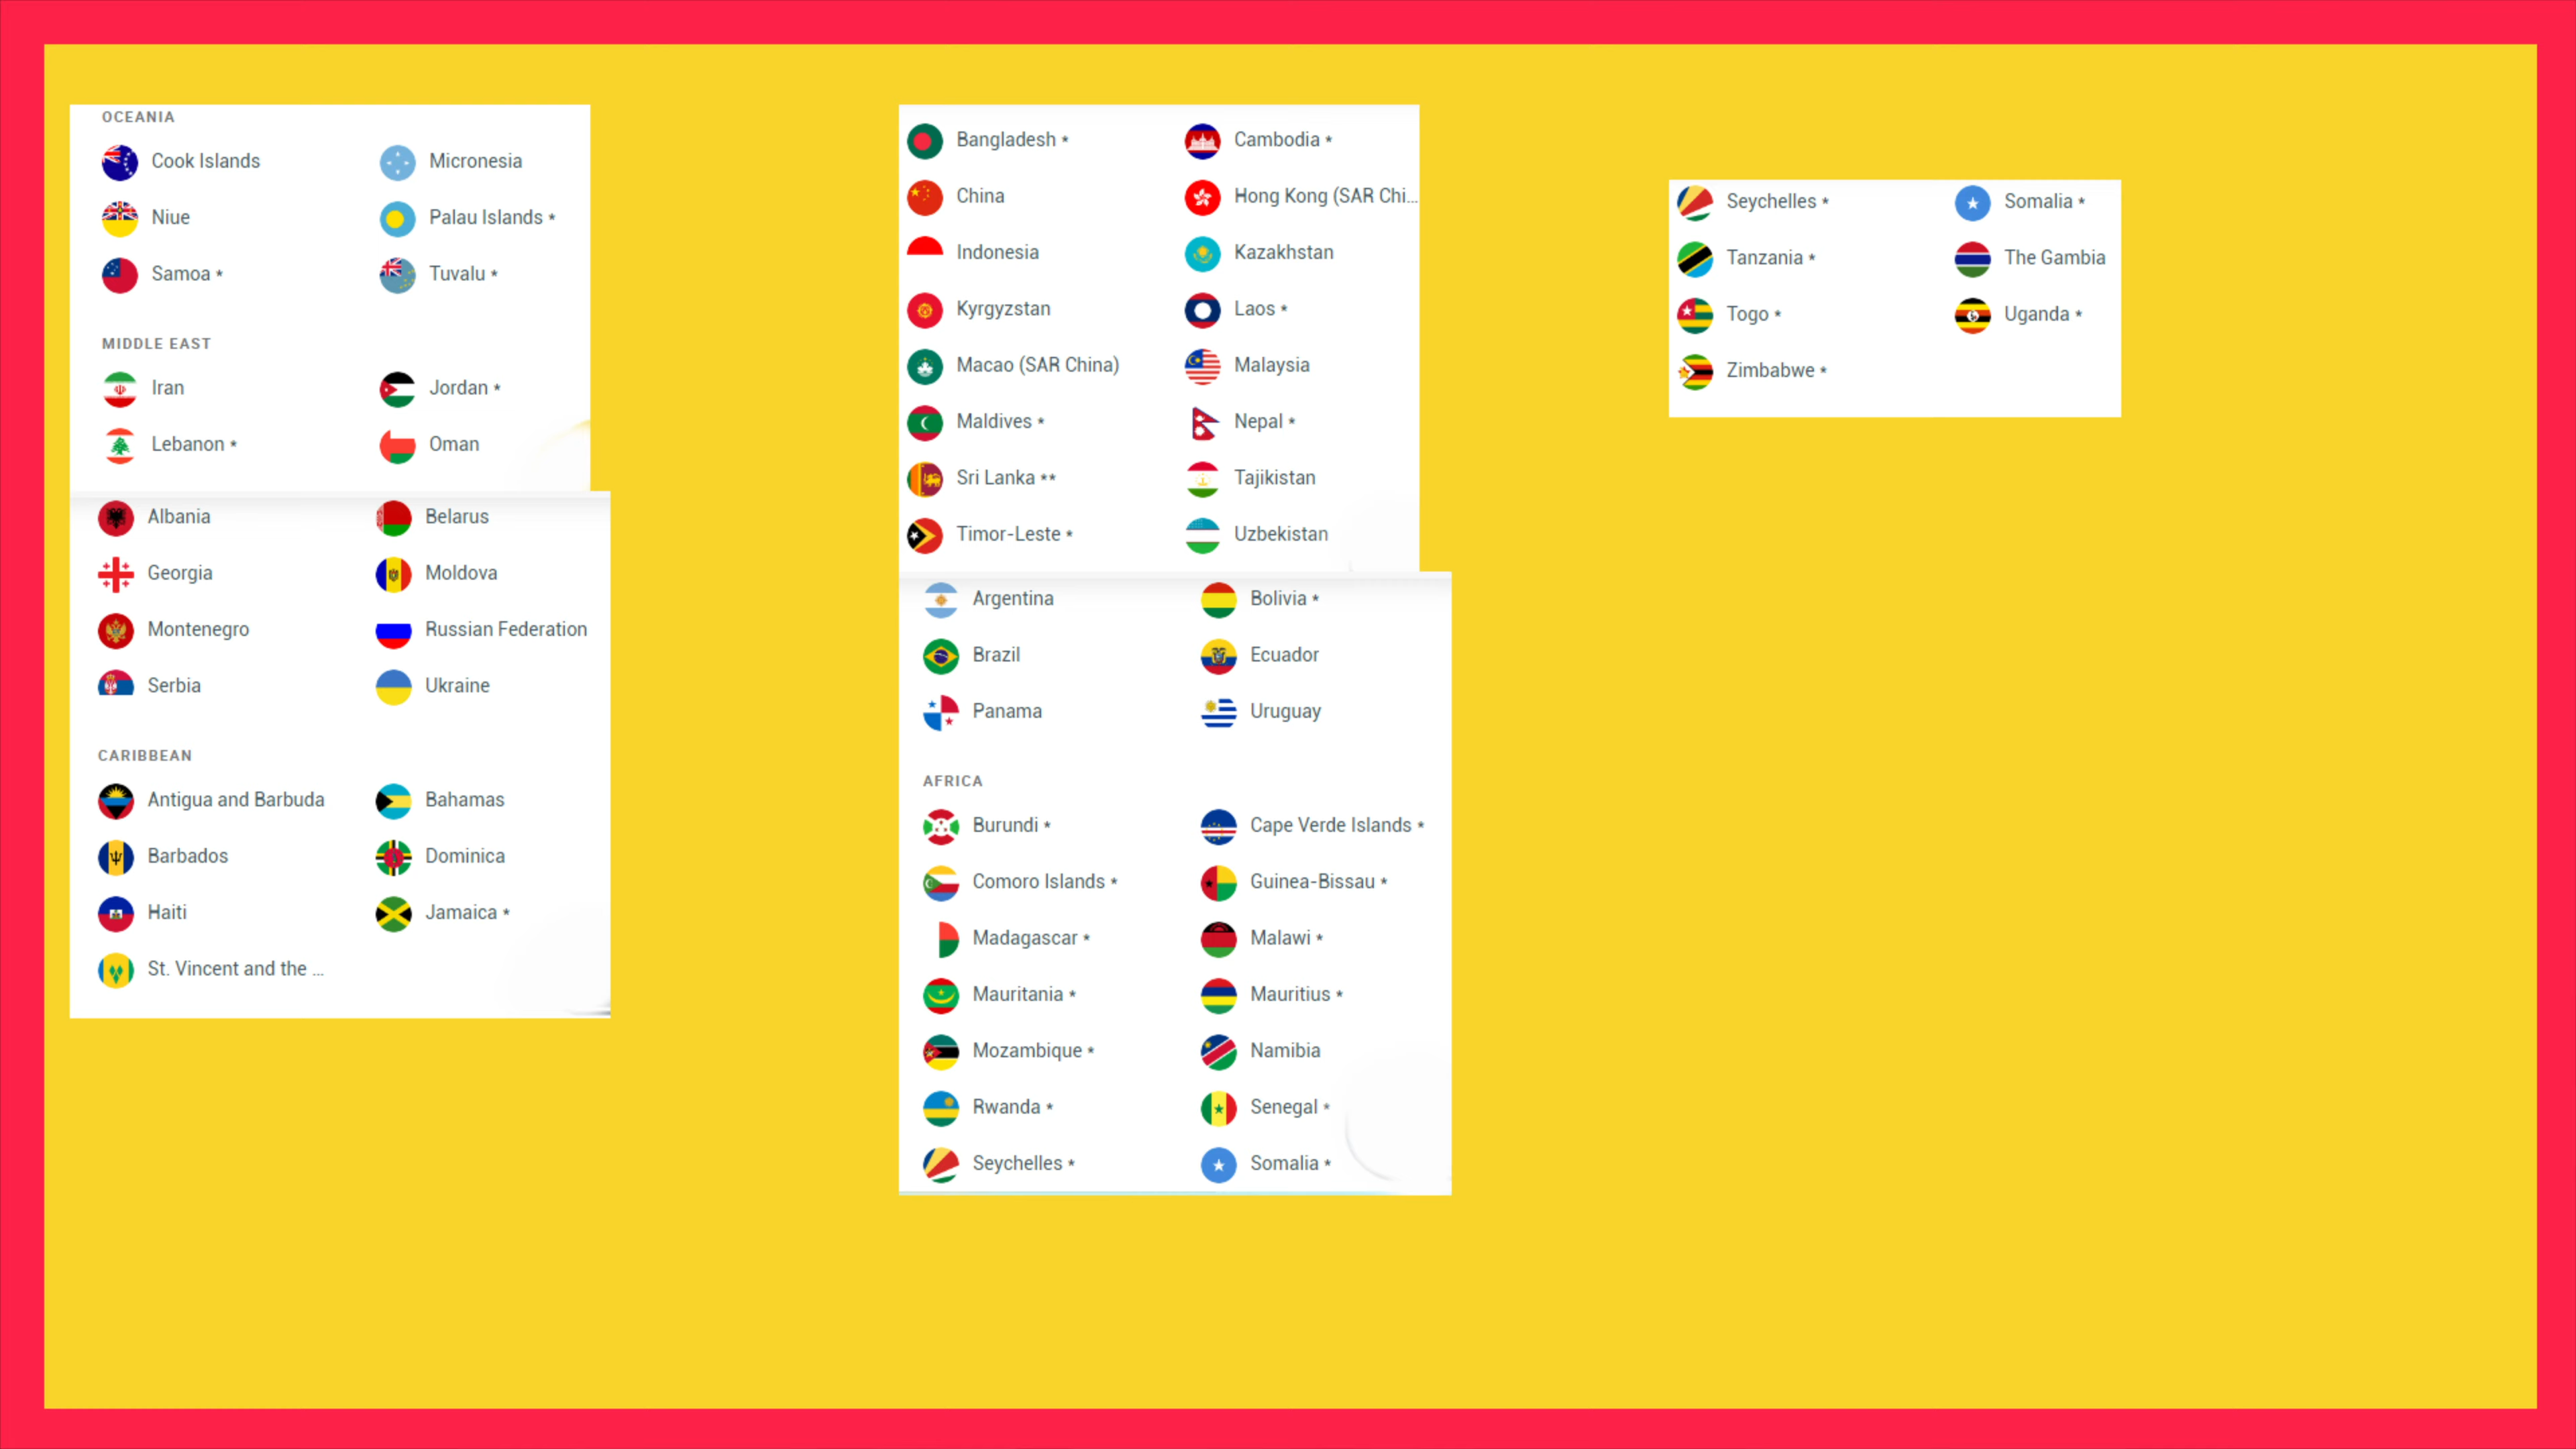 OCEANIA
Cook Islands Micronesia
Niue Palau Islands *
Samoa * Tuvalu *
MIDDLE EAST
Iran Jordan *
Lebanon * Oman
Albania Belarus
Georgia Moldova
Montenegro Russian Federation
Serbia Ukraine
CARIBBEAN
Antigua and Barbuda Bahamas
Barbados Dominica
Haiti Jamaica *
St. Vincent and the ...
Bangladesh * Cambodia *
China Hong Kong (SAR Chi...
Indonesia Kazakhstan
Kyrgyzstan Laos *
Macao (SAR China) Malaysia
Maldives * Nepal *
Sri Lanka ** Tajikistan
Timor-Leste * Uzbekistan
Argentina Bolivia *
Brazil Ecuador
Panama Uruguay
AFRICA
Burundi * Cape Verde Islands *
Comoro Islands * Guinea-Bissau *
Madagascar * Malawi *
Mauritania * Mauritius *
Mozambique * Namibia
Rwanda * Senegal *
Seychelles * Somalia *
Seychelles * Somalia *
Tanzania * The Gambia
Togo * Uganda *
Zimbabwe *